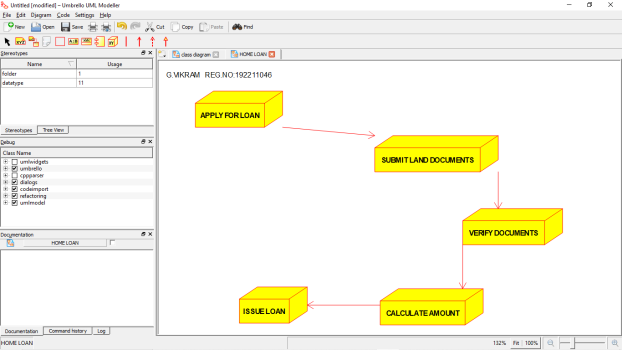 Untitled [modified] – Umbrello UML Modeller
File Edit Diagram Code Settings Help
New Open Save Cut Copy Paste Find
Stereotypes
Name Usage
folder 1
datatype 11
Stereotypes Tree View
Debug
Class Name
umlwidgets
umbrello
cppparser
dialogs
codeimport
refactoring
umlmodel
Documentation
HOME LOAN
Documentation Command history Log
HOME LOAN
class diagram HOME LOAN
G.VIKRAM REG.NO:192211046
APPLY FOR LOAN
SUBMIT LAND DOCUMENTS
VERIFY DOCUMENTS
CALCULATE AMOUNT
ISSUE LOAN
132% Fit 100%